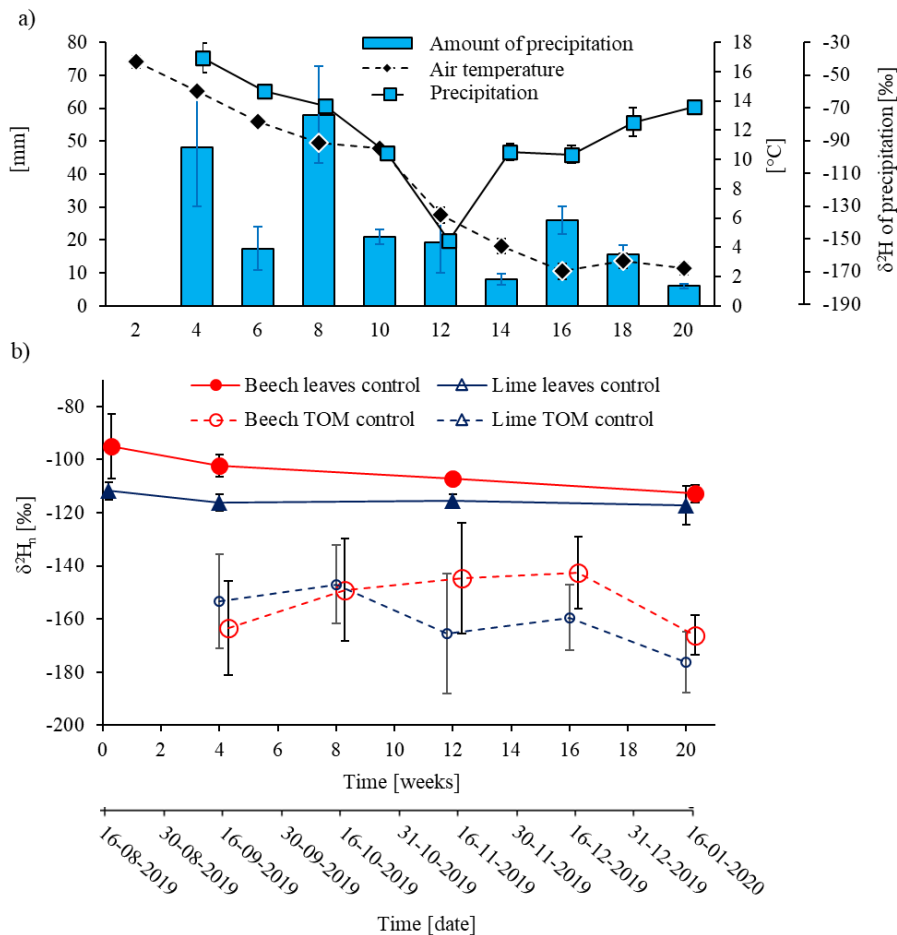 a)
Amount of precipitation
Air temperature
Precipitation
80
70
60
50
40
30
20
10
0
[mm]
2 4 6 8 10 12 14 16 18 20
18
16
14
12
10
8
6
4
2
0
[°C]
-30
-50
-70
-90
-110
-130
-150
-170
-190
δ²H of precipitation [‰]
b)
Beech leaves control
Lime leaves control
Beech TOM control
Lime TOM control
-80
-100
-120
-140
-160
-180
-200
δ²Hₙ [‰]
0 2 4 6 8 10 12 14 16 18 20
Time [weeks]
16-08-2019
30-08-2019
16-09-2019
30-09-2019
16-10-2019
31-10-2019
16-11-2019
30-11-2019
16-12-2019
31-12-2019
16-01-2020
Time [date]